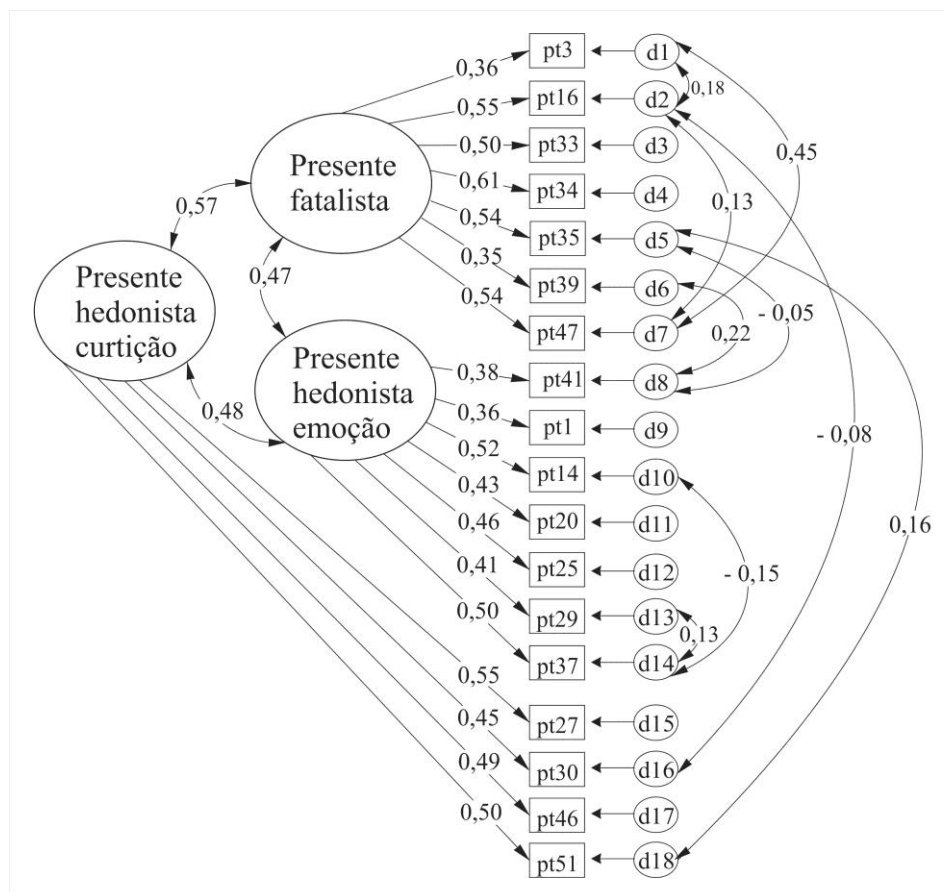 pt3
d1
0,36
0,18
pt16
d2
0,55
pt33
d3
0,50
0,45
Presente
fatalista
pt34
d4
0,61
0,13
0,57
pt35
d5
0,54
0,35
pt39
d6
0,47
Presente
hedonista
curtição
0,54
pt47
d7
0,22
- 0,05
Presente
hedonista
emoção
0,38
pt41
d8
0,36
pt1
d9
0,48
0,52
pt14
d10
- 0,08
0,43
pt20
d11
0,16
0,46
pt25
d12
- 0,15
0,41
pt29
d13
0,13
0,50
pt37
d14
0,55
pt27
d15
0,45
pt30
d16
0,49
pt46
d17
0,50
pt51
d18